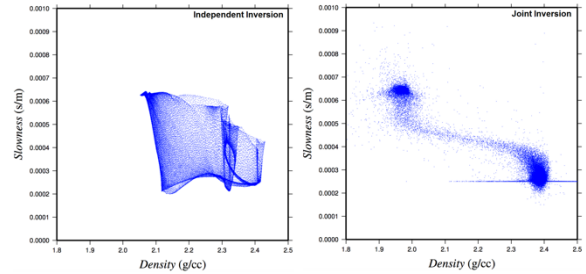 Independent Inversion
0.0010
0.0009
0.0008
0.0007
0.0006
0.0005
0.0004
0.0003
0.0002
0.0001
0.0000
Slowness (s/m)
1.8 1.9 2.0 2.1 2.2 2.3 2.4 2.5
Density (g/cc)
Joint Inversion
0.0010
0.0009
0.0008
0.0007
0.0006
0.0005
0.0004
0.0003
0.0002
0.0001
0.0000
Slowness (s/m)
1.8 1.9 2.0 2.1 2.2 2.3 2.4 2.5
Density (g/cc)